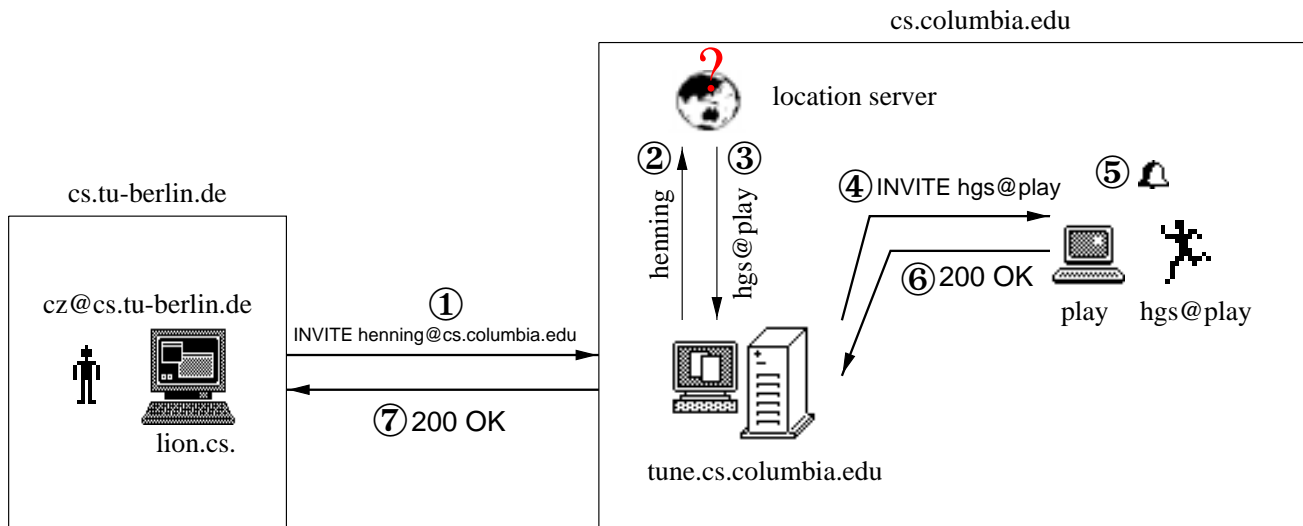 cs.columbia.edu
?
location server
② ③
henning
hgs@play
④ INVITE hgs@play
⑤
⑥ 200 OK
play
hgs@play
cs.tu-berlin.de
cz@cs.tu-berlin.de
①
INVITE henning@cs.columbia.edu
⑦ 200 OK
lion.cs.
tune.cs.columbia.edu